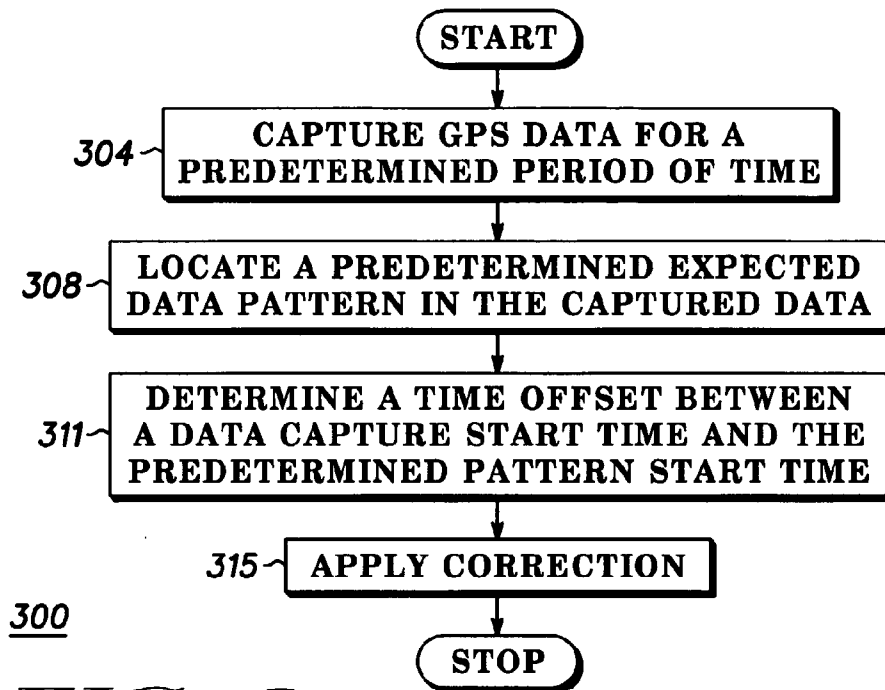 START
304
CAPTURE GPS DATA FOR A
PREDETERMINED PERIOD OF TIME
308
LOCATE A PREDETERMINED EXPECTED
DATA PATTERN IN THE CAPTURED DATA
311
DETERMINE A TIME OFFSET BETWEEN
A DATA CAPTURE START TIME AND THE
PREDETERMINED PATTERN START TIME
315
APPLY CORRECTION
300
STOP